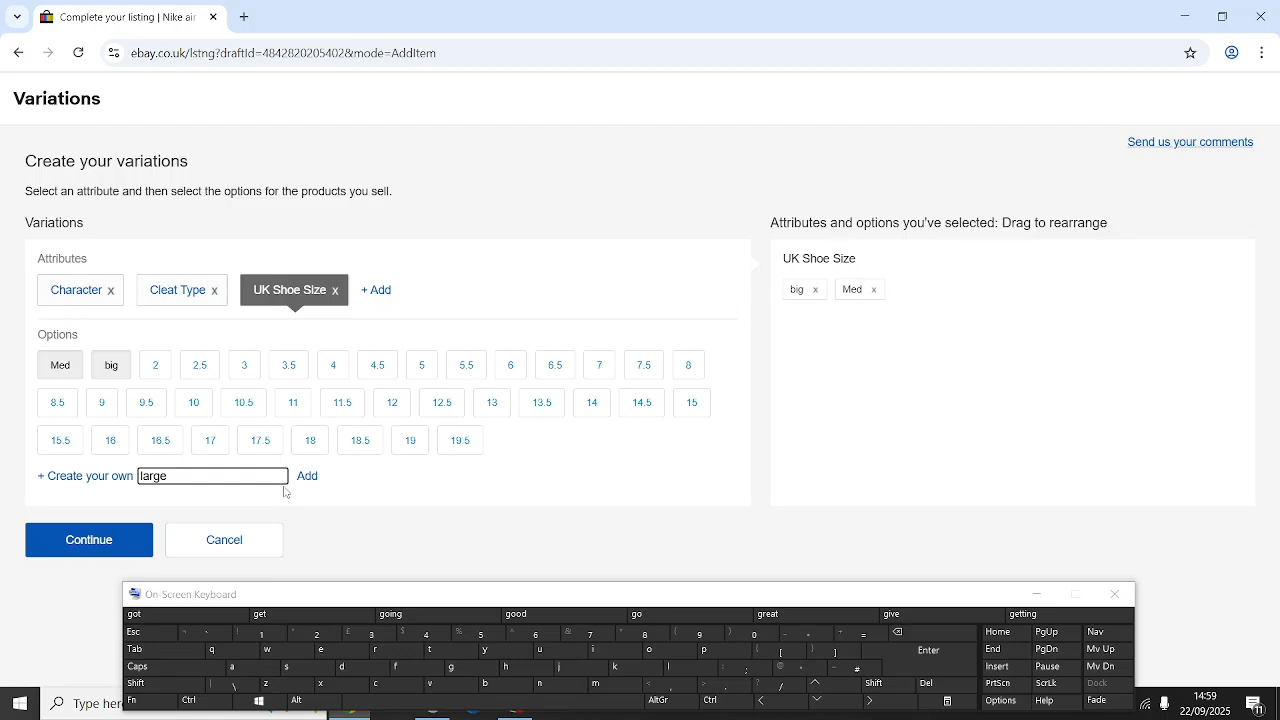 Complete your listing | Nike air
ebay.co.uk/lstng?draftId=4842820205402&mode=AddItem
Variations
Send us your comments
Create your variations
Select an attribute and then select the options for the products you sell.
Variations
Attributes and options you've selected: Drag to rearrange
Attributes
UK Shoe Size
Character x Cleat Type x UK Shoe Size x + Add
big x Med x
Options
Med big 2 2.5 3 3.5 4 4.5 5 5.5 6 6.5 7 7.5 8
8.5 9 9.5 10 10.5 11 11.5 12 12.5 13 13.5 14 14.5 15
15.5 16 16.5 17 17.5 18 18.5 19 19.5
+ Create your own large Add
Continue Cancel
On-Screen Keyboard
got get going good go great give getting
Esc ¬ ` ! 1 " 2 £ 3 $ 4 % 5 ^ 6 & 7 * 8 ( 9 ) 0 _ - + = Home PgUp Nav
Tab q w e r t y u i o p { [ } ] Enter End PgDn Mv Up
Caps a s d f g h j k l : ; @ ' ~ # Insert Pause Mv Dn
Shift | \ z x c v b n m < , > . ? / Shift Del PrtScn ScrLk Dock
Fn Ctrl Alt AltGr Ctrl Options Help Fade
Type here
14:59
22/09/2025